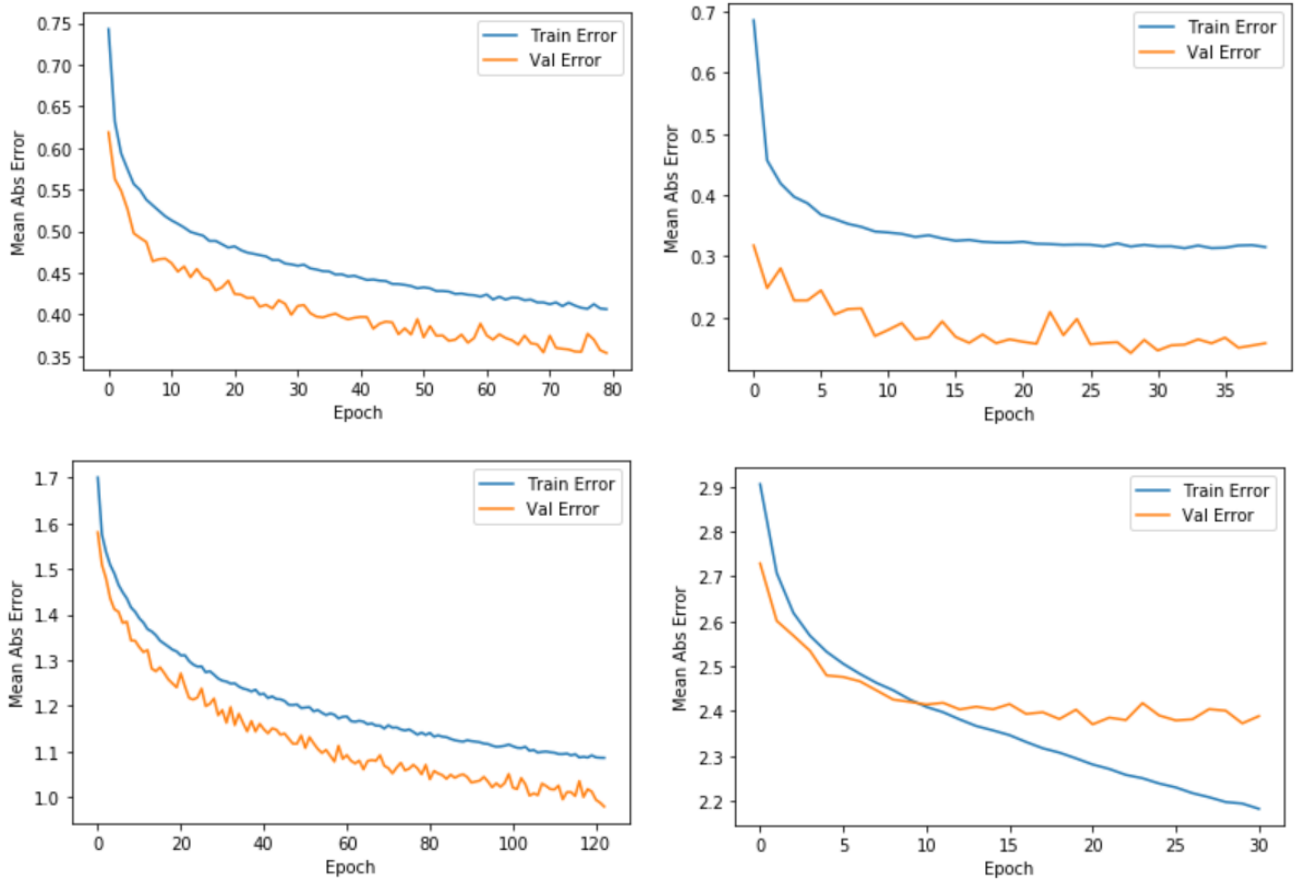 0.75
0.70
0.65
0.60
0.55
0.50
0.45
0.40
0.35
Mean Abs Error
Train Error
Val Error
0 10 20 30 40 50 60 70 80
Epoch
0.7
0.6
0.5
0.4
0.3
0.2
Mean Abs Error
Train Error
Val Error
0 5 10 15 20 25 30 35
Epoch
1.7
1.6
1.5
1.4
1.3
1.2
1.1
1.0
Mean Abs Error
Train Error
Val Error
0 20 40 60 80 100 120
Epoch
2.9
2.8
2.7
2.6
2.5
2.4
2.3
2.2
Mean Abs Error
Train Error
Val Error
0 5 10 15 20 25 30
Epoch